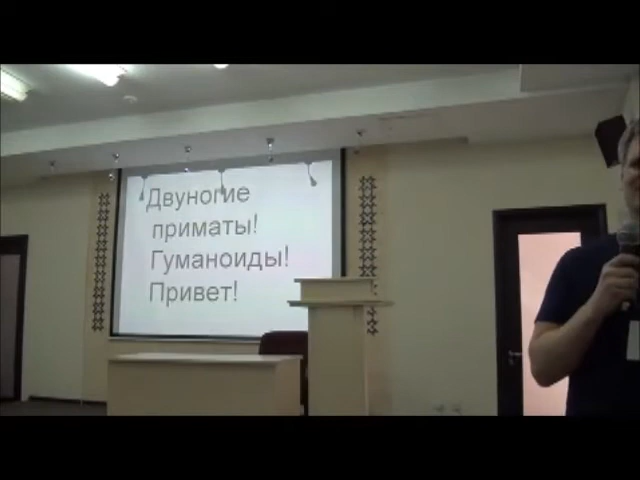 Двуногие
приматы!
Гуманоиды!
Привет!